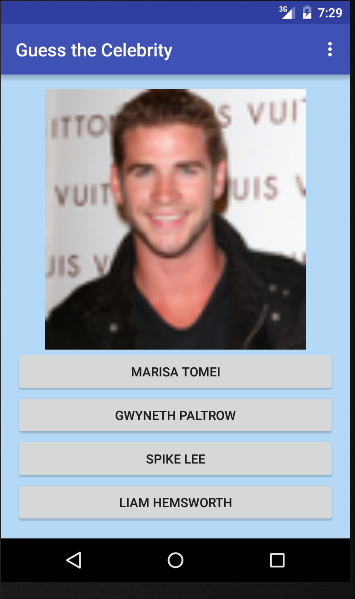 3G 7:29
Guess the Celebrity
ITTO S VUIT
VUIT UIS V
UIS V
MARISA TOMEI
GWYNETH PALTROW
SPIKE LEE
LIAM HEMSWORTH